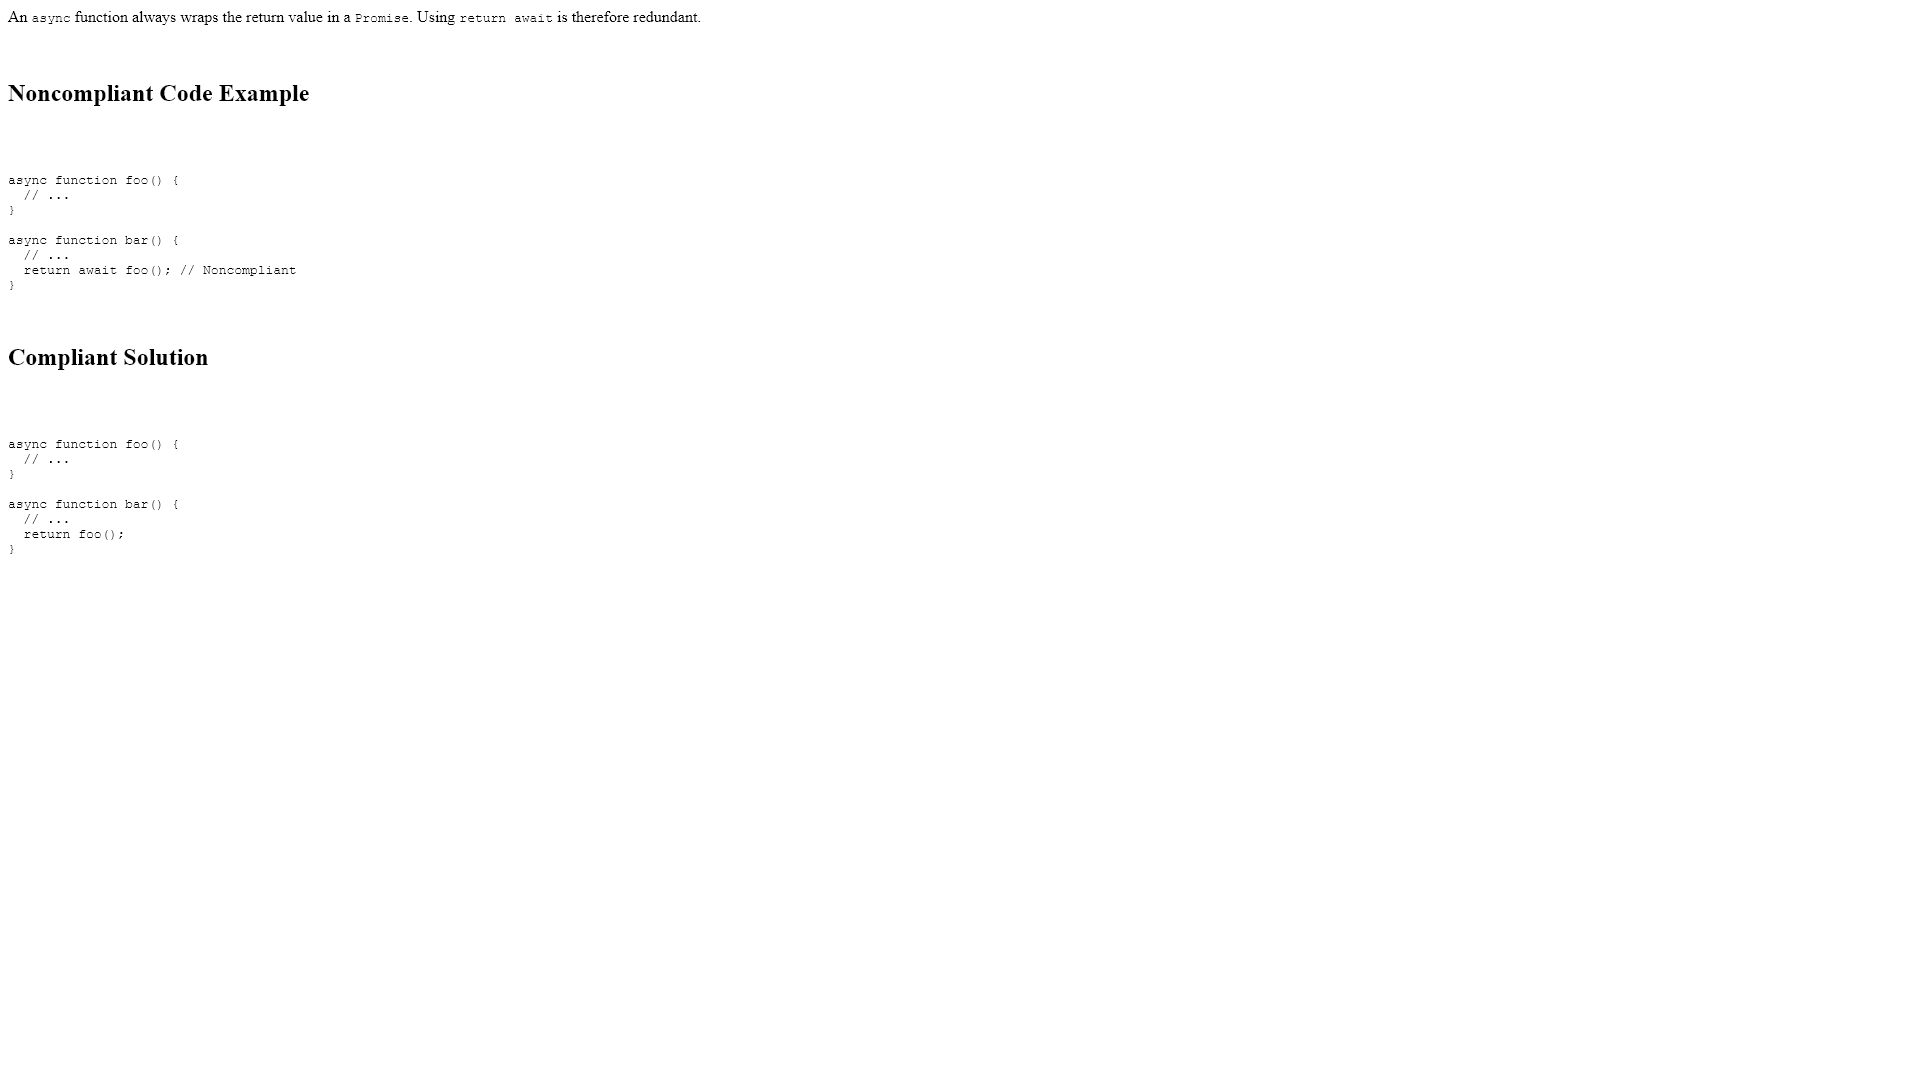 An async function always wraps the return value in a Promise. Using return await is therefore redundant.
Noncompliant Code Example
async function foo() {
  // ...
}
async function bar() {
  // ...
  return await foo(); // Noncompliant
}
Compliant Solution
async function foo() {
  // ...
}
async function bar() {
  // ...
  return foo();
}